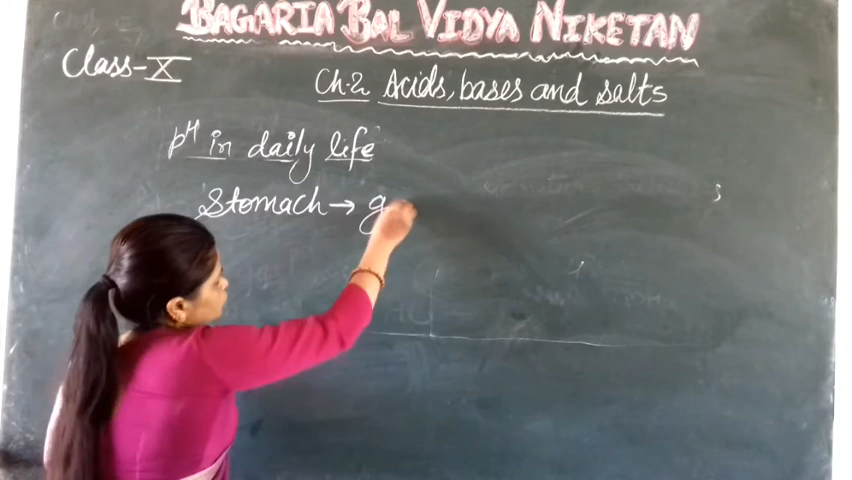 BAGARIA BAL VIDYA NIKETAN
Class-X
Ch.2 Acids, bases and salts
pH in daily life
Stomach → g